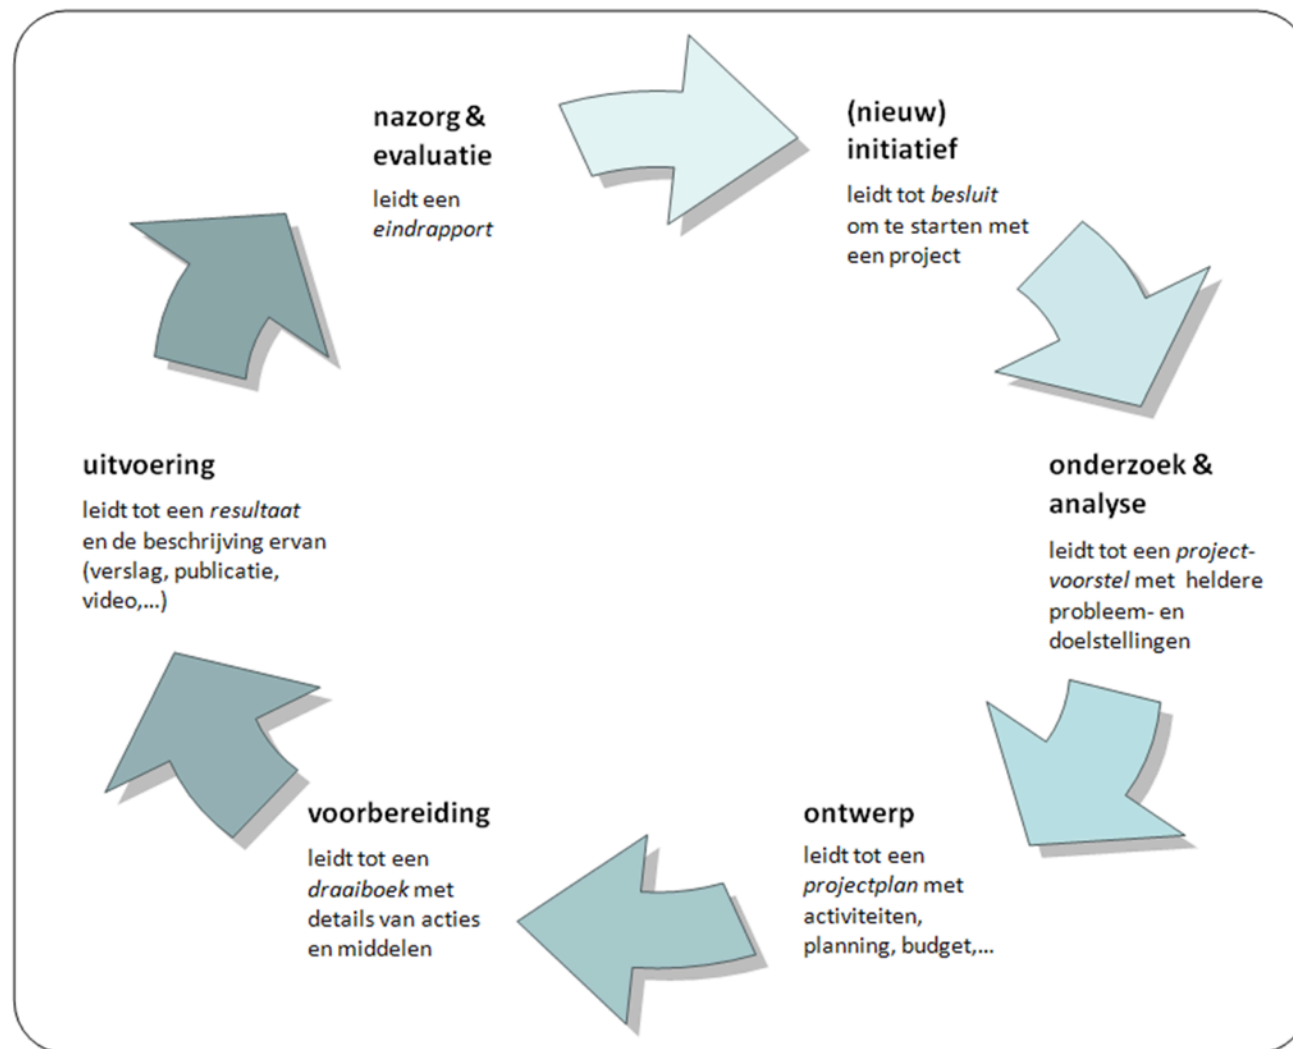 nazorg &
evaluatie
leidt een
eindrapport
(nieuw)
initiatief
leidt tot besluit
om te starten met
een project
onderzoek &
analyse
leidt tot een project-
voorstel met heldere
probleem- en
doelstellingen
ontwerp
leidt tot een
projectplan met
activiteiten,
planning, budget,...
voorbereiding
leidt tot een
draaiboek met
details van acties
en middelen
uitvoering
leidt tot een resultaat
en de beschrijving ervan
(verslag, publicatie,
video,...)